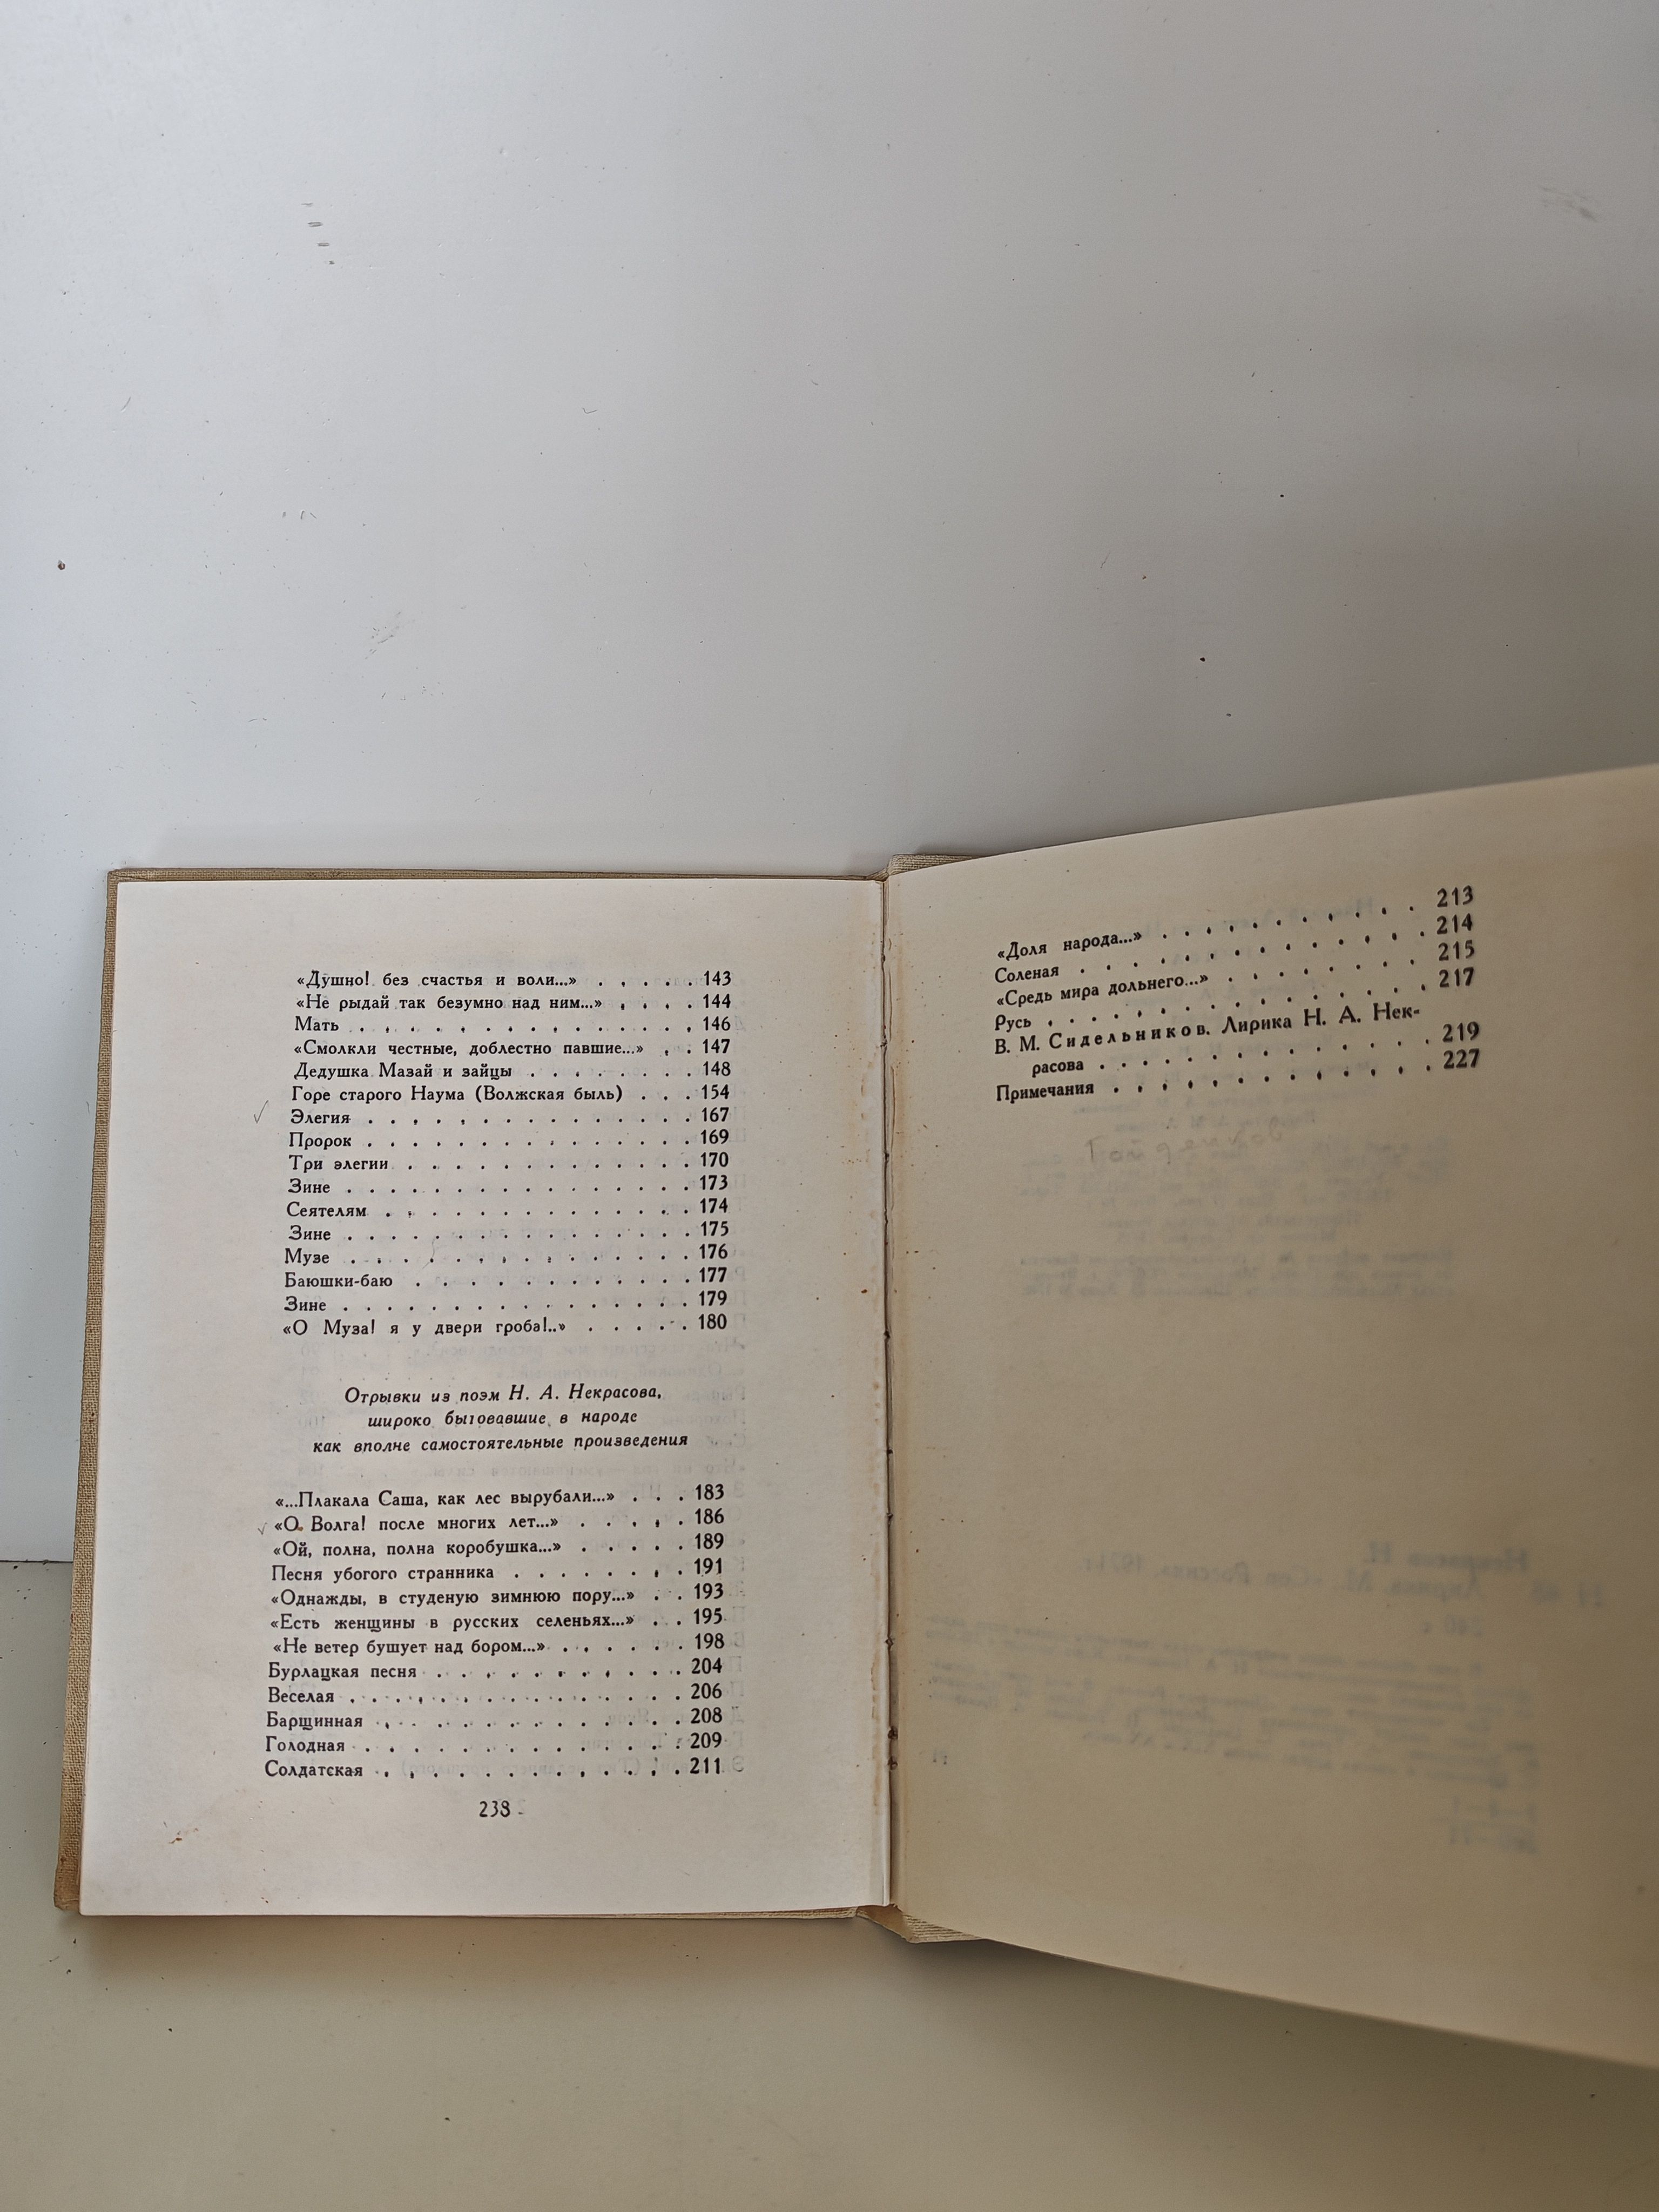 «Душно! без счастья и воли...» . . . . . 143
«Не рыдай так безумно над ним...» . . . . 144
Мать . . . . . . . . . . . . . . 146
«Смолкли честные, доблестно павшие...» . . 147
Дедушка Мазай и зайцы . . . . . . . 148
Горе старого Наума (Волжская быль) . . . 154
Элегия . . . . . . . . . . . . . 167
Пророк . . . . . . . . . . . . . 169
Три элегии . . . . . . . . . . . . 170
Зине . . . . . . . . . . . . . . 173
Сеятелям . . . . . . . . . . . . . 174
Зине . . . . . . . . . . . . . . 175
Музе . . . . . . . . . . . . . . 176
Баюшки-баю . . . . . . . . . . . . 177
Зине . . . . . . . . . . . . . . 179
«О Муза! я у двери гроба!..» . . . . . 180
Отрывки из поэм Н. А. Некрасова,
широко бытовавшие в народе
как вполне самостоятельные произведения
«...Плакала Саша, как лес вырубали...» . . . 183
«О Волга! после многих лет...» . . . . . 186
«Ой, полна, полна коробушка...» . . . . . 189
Песня убогого странника . . . . . . . 191
«Однажды, в студеную зимнюю пору...» . . 193
«Есть женщины в русских селеньях...» . . 195
«Не ветер бушует над бором...» . . . . . . 198
Бурлацкая песня . . . . . . . . . . . 204
Веселая . . . . . . . . . . . . . . 206
Барщинная . . . . . . . . . . . . . 208
Голодная . . . . . . . . . . . . . . 209
Солдатская . . . . . . . . . . . . . 211
238
«Доля народа...» . . . . . . . . . . . 213
Соленая . . . . . . . . . . . . . . 214
«Средь мира дольнего...» . . . . . . . . 215
Русь . . . . . . . . . . . . . . . 217
В. М. Сидельников. Лирика Н. А. Нек-
расова . . . . . . . . . . . . . 219
Примечания . . . . . . . . . . . . 227